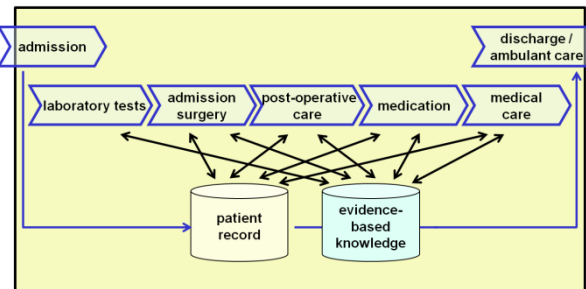 admission
discharge /
ambulant care
laboratory tests
admission
surgery
post-operative
care
medication
medical
care
patient
record
evidence-
based
knowledge